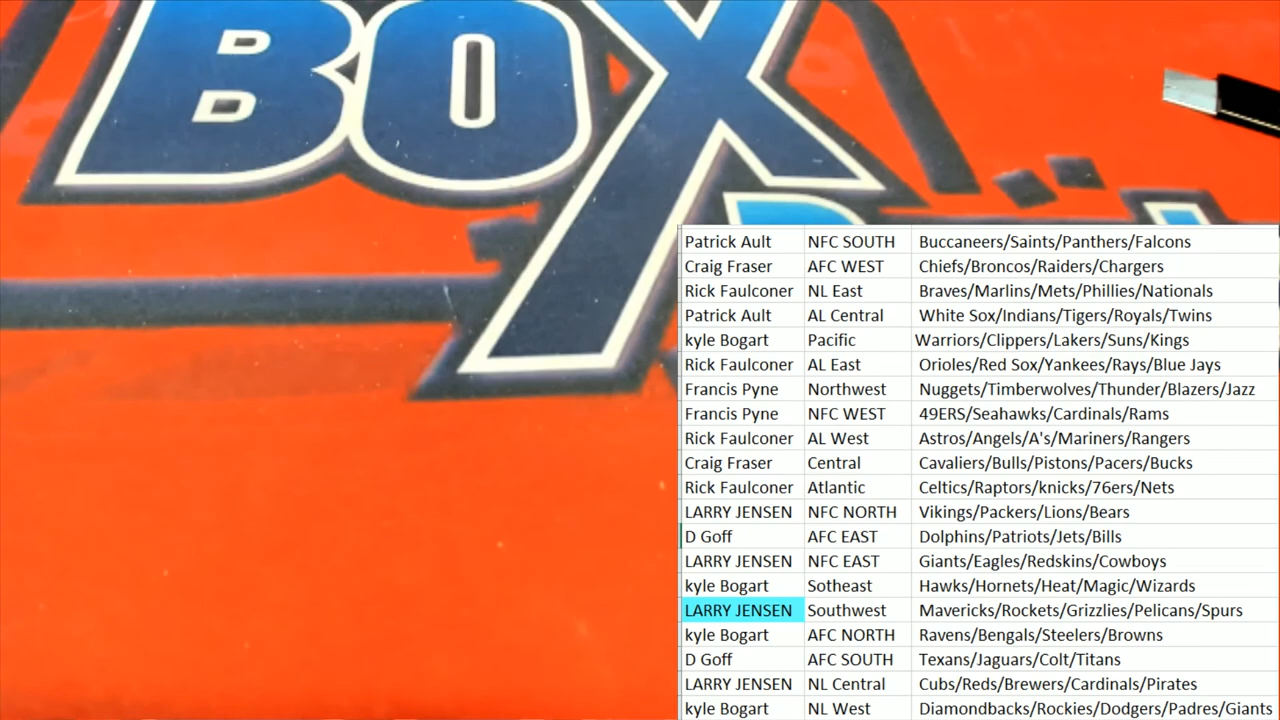 BOX
Patrick Ault NFC SOUTH Buccaneers/Saints/Panthers/Falcons
Craig Fraser AFC WEST Chiefs/Broncos/Raiders/Chargers
Rick Faulconer NL East Braves/Marlins/Mets/Phillies/Nationals
Patrick Ault AL Central White Sox/Indians/Tigers/Royals/Twins
kyle Bogart Pacific Warriors/Clippers/Lakers/Suns/Kings
Rick Faulconer AL East Orioles/Red Sox/Yankees/Rays/Blue Jays
Francis Pyne Northwest Nuggets/Timberwolves/Thunder/Blazers/Jazz
Francis Pyne NFC WEST 49ERS/Seahawks/Cardinals/Rams
Rick Faulconer AL West Astros/Angels/A's/Mariners/Rangers
Craig Fraser Central Cavaliers/Bulls/Pistons/Pacers/Bucks
Rick Faulconer Atlantic Celtics/Raptors/knicks/76ers/Nets
LARRY JENSEN NFC NORTH Vikings/Packers/Lions/Bears
D Goff AFC EAST Dolphins/Patriots/Jets/Bills
LARRY JENSEN NFC EAST Giants/Eagles/Redskins/Cowboys
kyle Bogart Sotheast Hawks/Hornets/Heat/Magic/Wizards
LARRY JENSEN Southwest Mavericks/Rockets/Grizzlies/Pelicans/Spurs
kyle Bogart AFC NORTH Ravens/Bengals/Steelers/Browns
D Goff AFC SOUTH Texans/Jaguars/Colt/Titans
LARRY JENSEN NL Central Cubs/Reds/Brewers/Cardinals/Pirates
kyle Bogart NL West Diamondbacks/Rockies/Dodgers/Padres/Giants